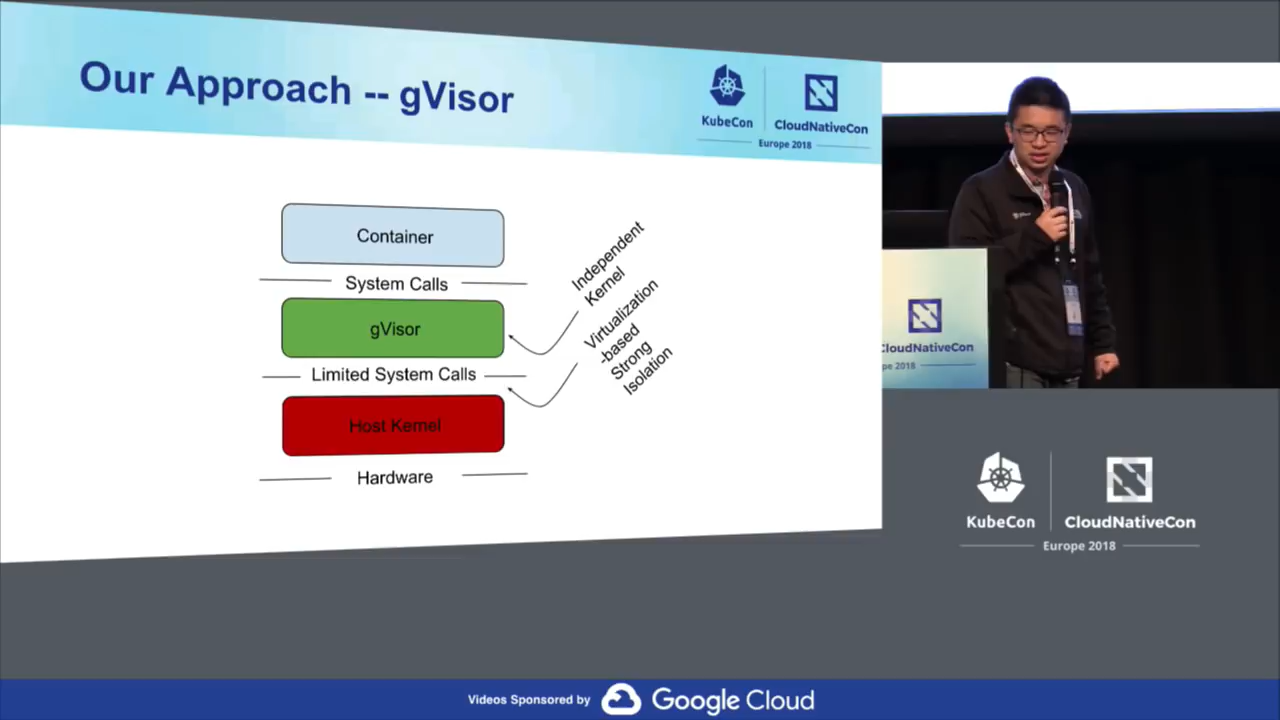 Our Approach -- gVisor
KubeCon
CloudNativeCon
Europe 2018
Container
System Calls
gVisor
Limited System Calls
Host Kernel
Hardware
Independent
Kernel
Virtualization
-based
Strong
Isolation
CloudNativeCon
pe 2018
KubeCon
CloudNativeCon
Europe 2018
Videos Sponsored by
Google Cloud